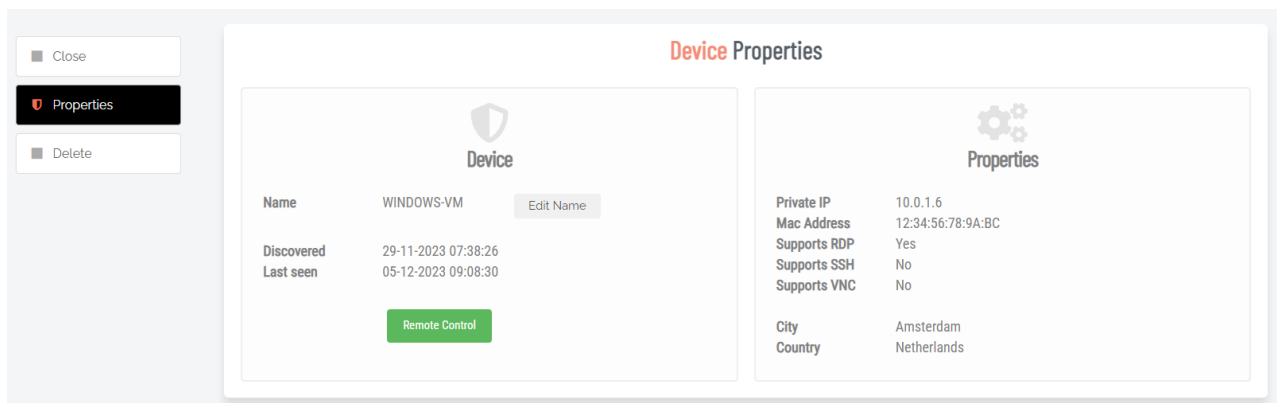 Close
Properties
Delete
Device Properties
Device
Name WINDOWS-VM Edit Name
Discovered 29-11-2023 07:38:26
Last seen 05-12-2023 09:08:30
Remote Control
Properties
Private IP 10.0.1.6
Mac Address 12:34:56:78:9A:BC
Supports RDP Yes
Supports SSH No
Supports VNC No
City Amsterdam
Country Netherlands